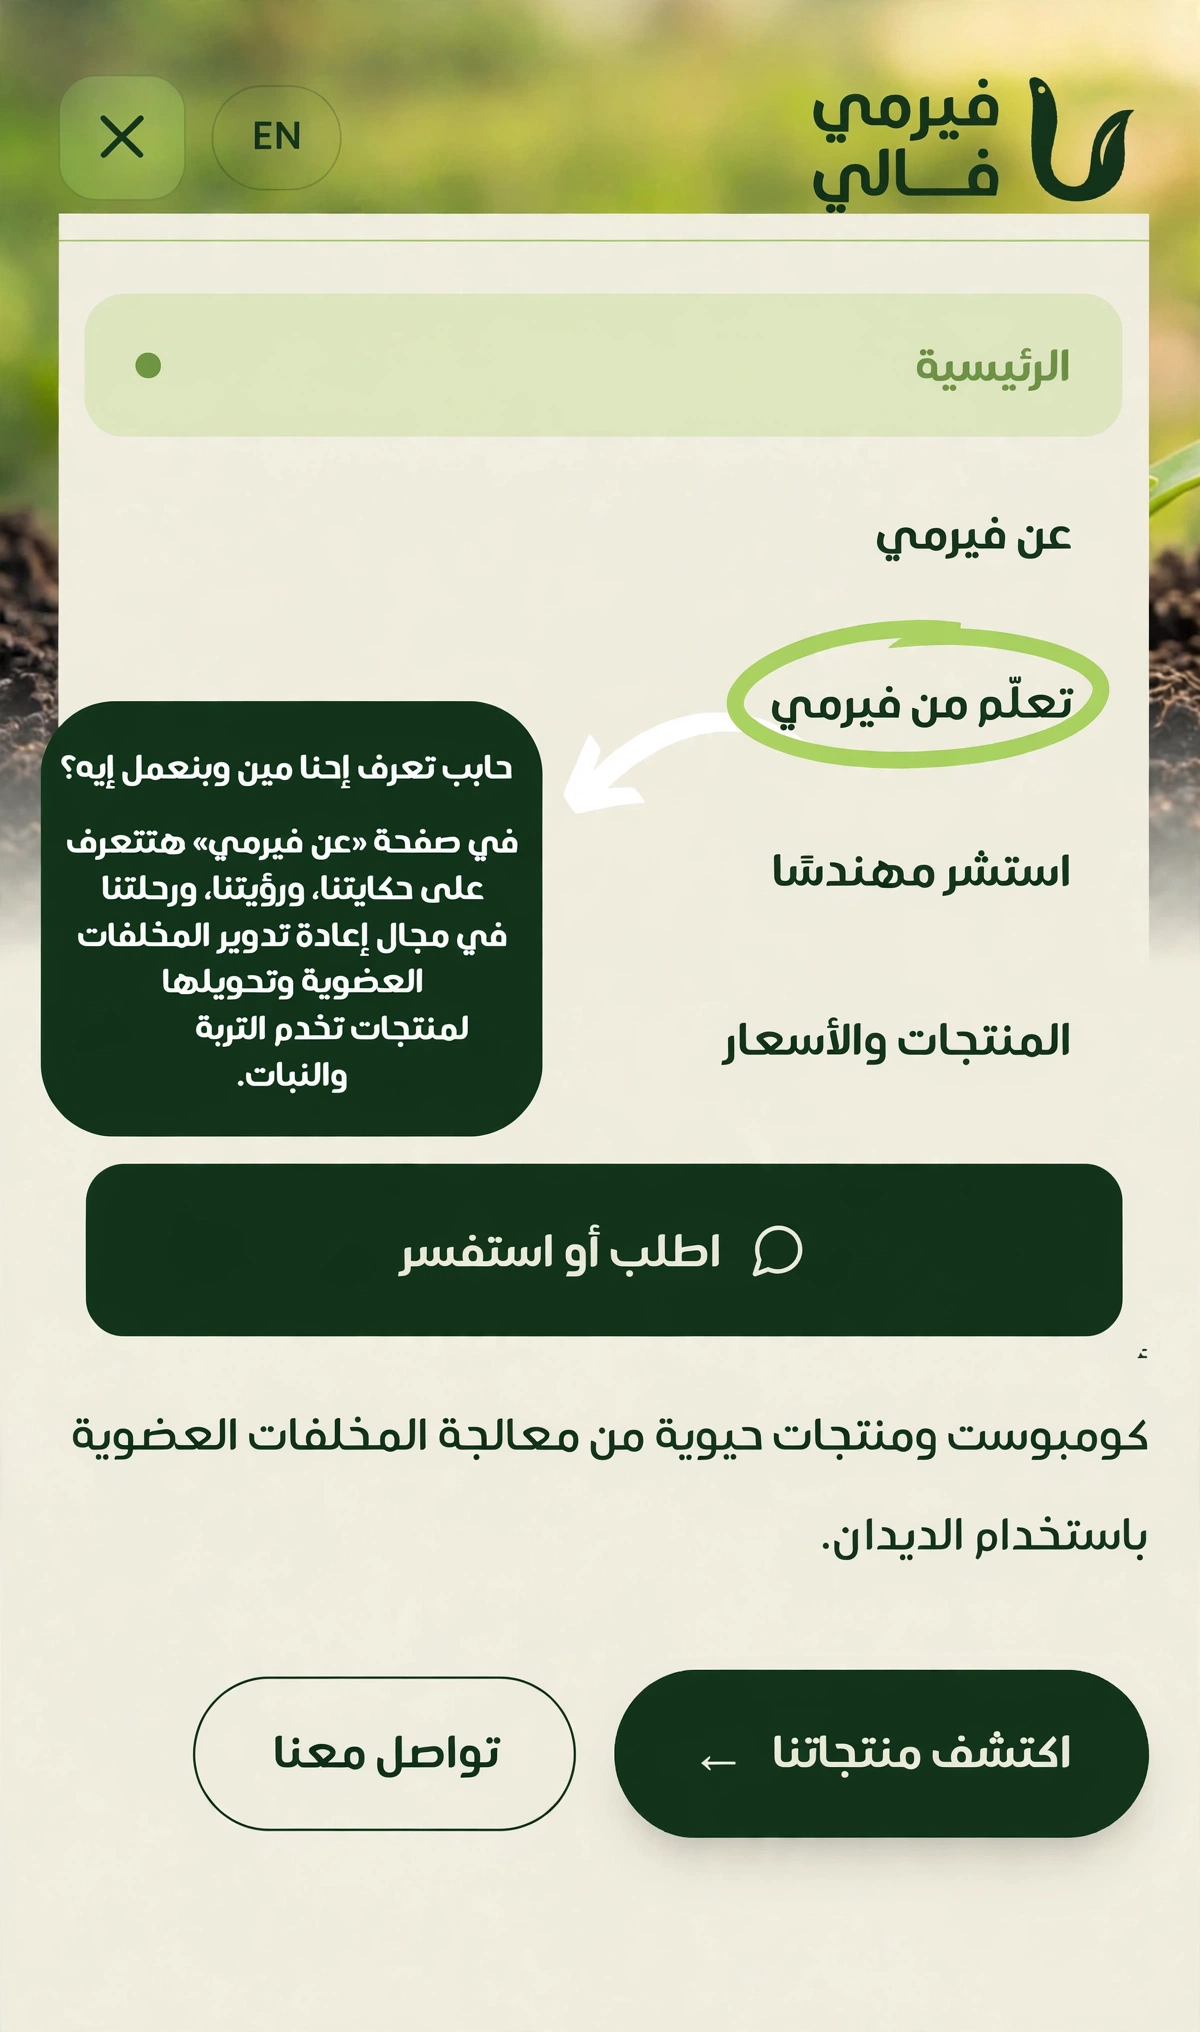 فيرمي
فالي
EN
الرئيسية
عن فيرمي
تعلّم من فيرمي
حابب تعرف إحنا مين وبنعمل إيه؟
في صفحة «عن فيرمي» هتتعرف
على حكايتنا، ورؤيتنا، ورحلتنا
في مجال إعادة تدوير المخلفات
العضوية وتحويلها
لمنتجات تخدم التربة
والنبات.
استشر مهندسًا
المنتجات والأسعار
اطلب أو استفسر
كومبوست ومنتجات حيوية من معالجة المخلفات العضوية
باستخدام الديدان.
اكتشف منتجاتنا ←
تواصل معنا